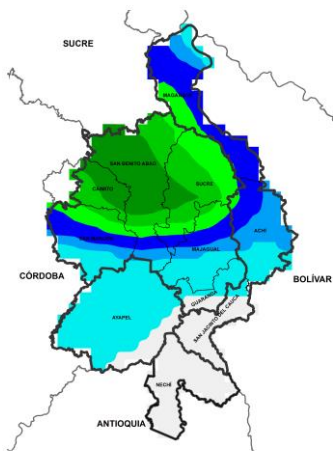 SUCRE
MAGANGUÉ
SAN BENITO ABAD
CAIMITO
SUCRE
ACHÍ
MAJAGUAL
CÓRDOBA
BOLÍVAR
GUARANDA
AYAPEL
SAN JACINTO DEL CAUCA
NECHÍ
ANTIOQUIA